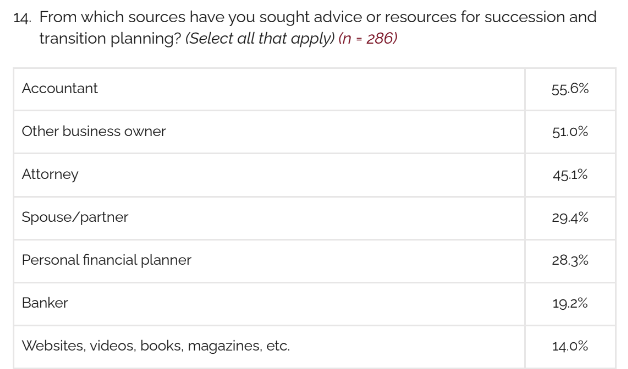 14. From which sources have you sought advice or resources for succession and
transition planning? (Select all that apply) (n = 286)
Accountant 55.6%
Other business owner 51.0%
Attorney 45.1%
Spouse/partner 29.4%
Personal financial planner 28.3%
Banker 19.2%
Websites, videos, books, magazines, etc. 14.0%